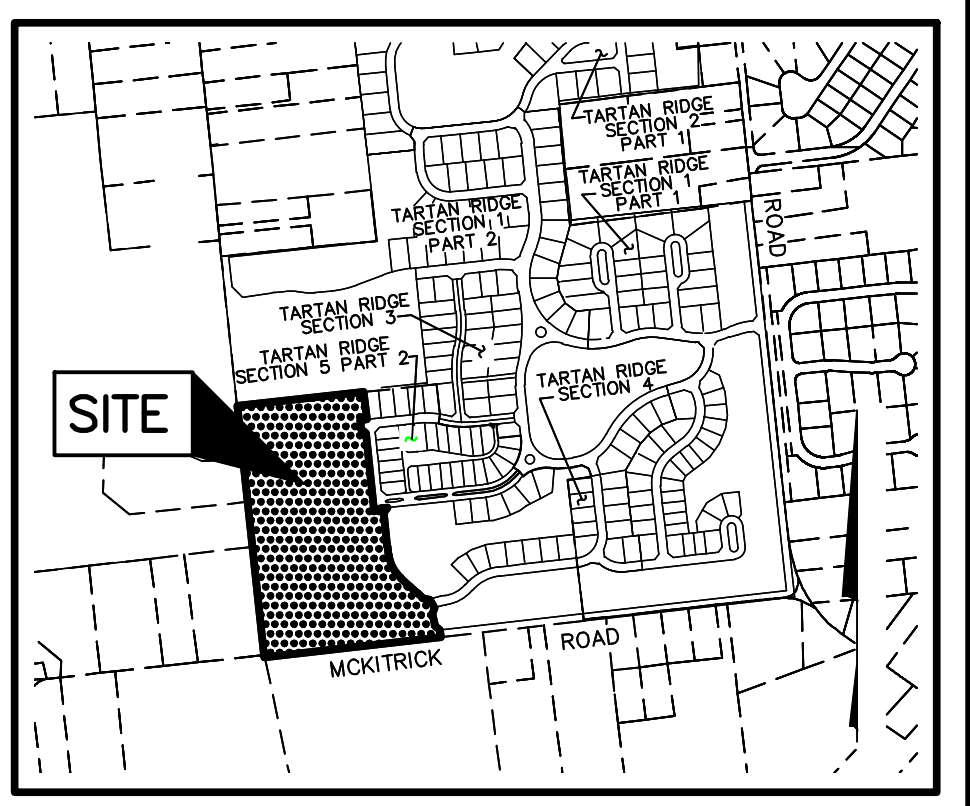 TARTAN RIDGE
SECTION 2
PART 1
TARTAN RIDGE
SECTION 1
PART 1
ROAD
TARTAN RIDGE
SECTION 1
PART 2
TARTAN RIDGE
SECTION 3
TARTAN RIDGE
SECTION 5 PART 2
TARTAN RIDGE
SECTION 4
SITE
MCKITRICK
ROAD